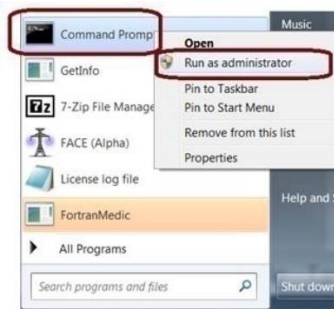 Command Promp
GetInfo
7-Zip File Manage
FACE (Alpha)
License log file
FortranMedic
All Programs
Search programs and files
Open
Run as administrator
Pin to Taskbar
Pin to Start Menu
Remove from this list
Properties
Music
Help and S
Shut down